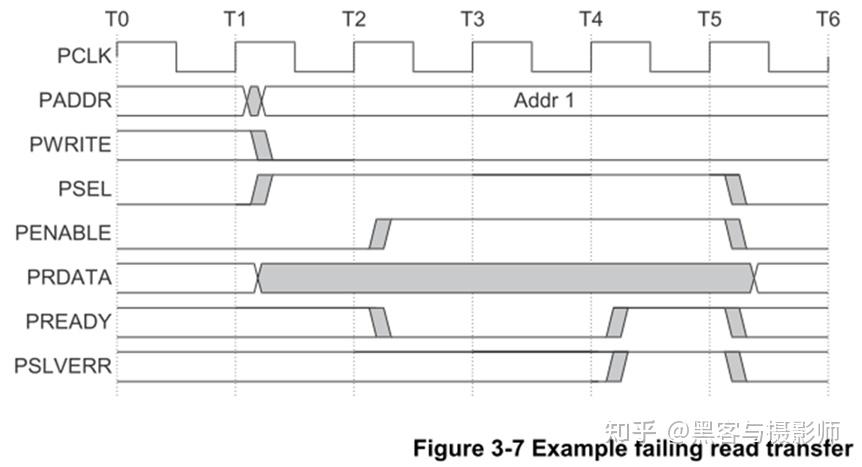 T0 T1 T2 T3 T4 T5 T6
PCLK
PADDR Addr 1
PWRITE
PSEL
PENABLE
PRDATA
PREADY
PSLVERR
知乎 @黑客与摄影师
Figure 3-7 Example failing read transfer